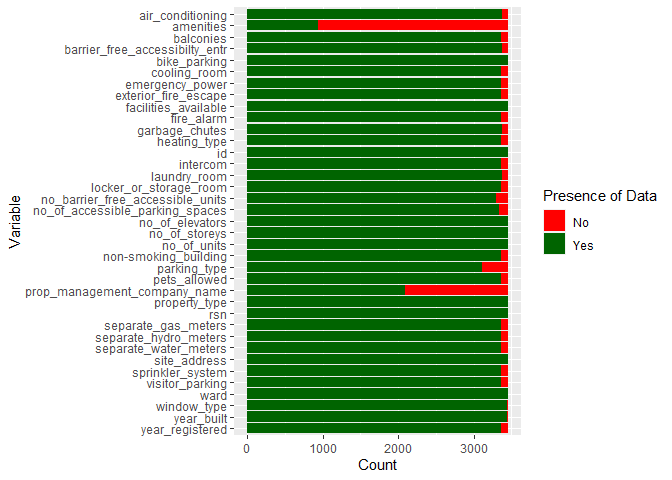 air_conditioning
amenities
balconies
barrier_free_accessibilty_entr
bike_parking
cooling_room
emergency_power
exterior_fire_escape
facilities_available
fire_alarm
garbage_chutes
heating_type
id
intercom
laundry_room
locker_or_storage_room
no_barrier_free_accessible_units
no_of_accessible_parking_spaces
no_of_elevators
no_of_storeys
no_of_units
non-smoking_building
parking_type
pets_allowed
prop_management_company_name
property_type
rsn
separate_gas_meters
separate_hydro_meters
separate_water_meters
site_address
sprinkler_system
visitor_parking
ward
window_type
year_built
year_registered
Variable
0 1000 2000 3000
Count
Presence of Data
No
Yes